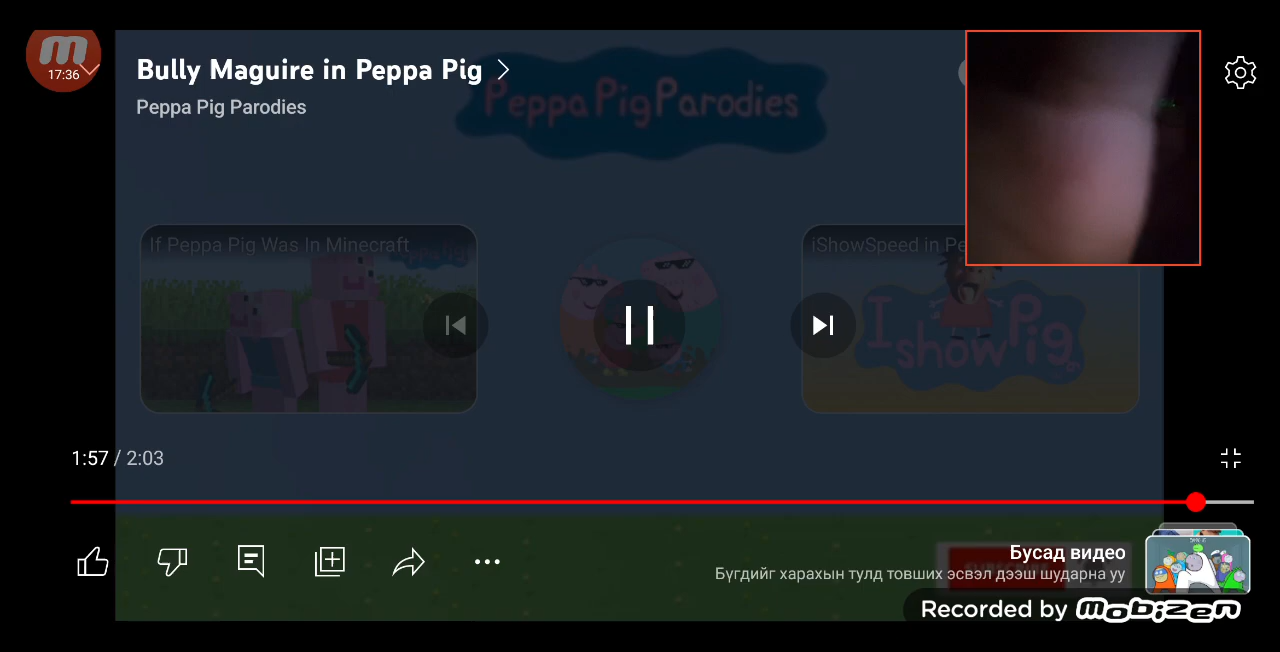 17:36
Bully Maguire in Peppa Pig
Peppa Pig Parodies
Peppa Pig Parodies
If Peppa Pig Was In Minecraft
iShowSpeed in Pe
I show Pig
1:57 / 2:03
Бусад видео
Бүгдийг харахын тулд товших эсвэл дээш шударна уу
Recorded by mobizen